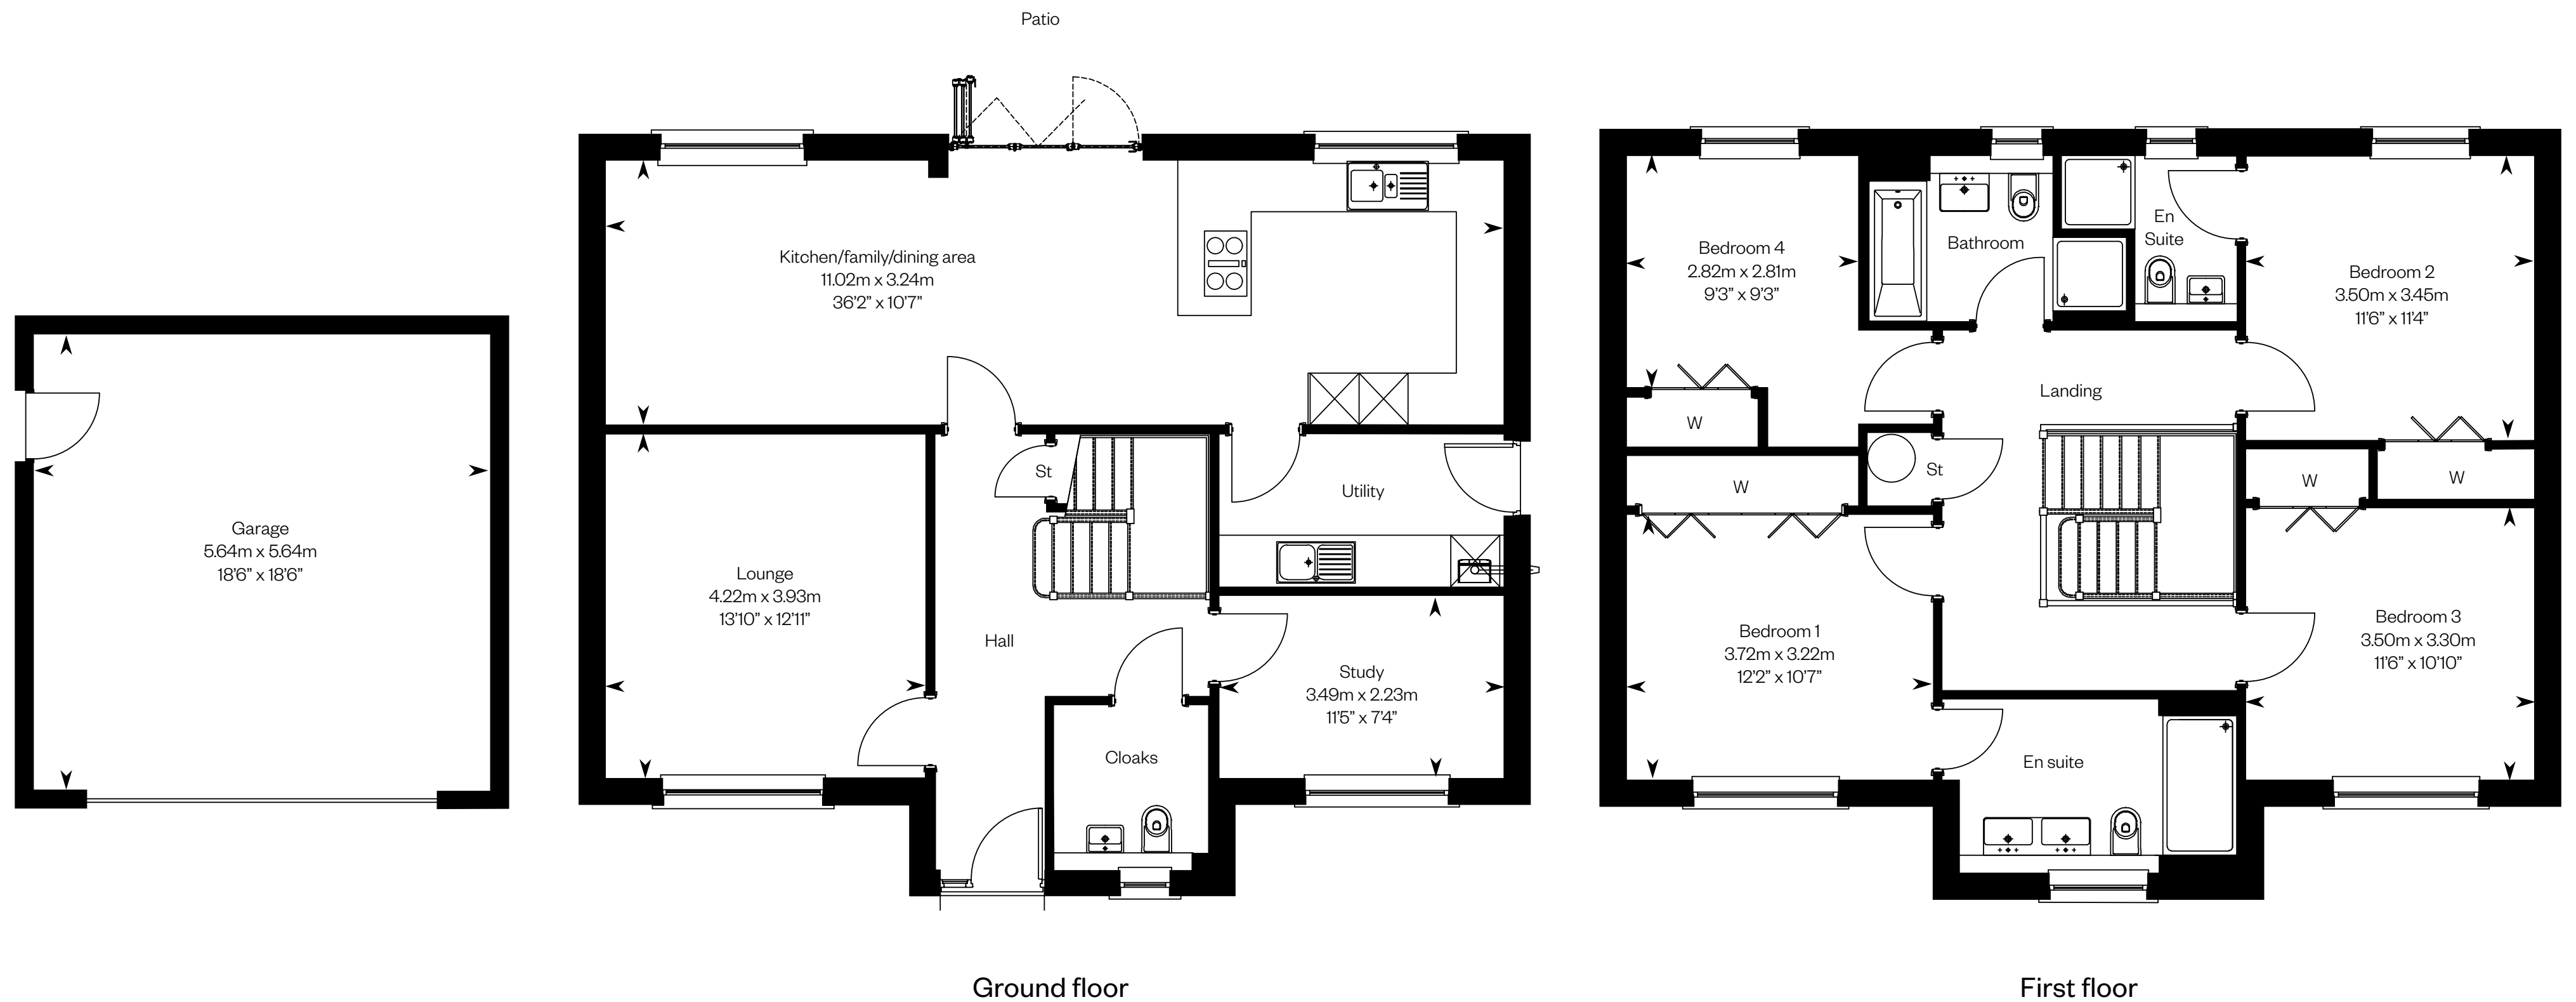 Patio
Kitchen/family/dining area
11.02m x 3.24m
36'2” x 10'7”
Garage
5.64m x 5.64m
18'6” x 18'6”
Lounge
4.22m x 3.93m
13'10” x 12'11”
St
Utility
Hall
Study
3.49m x 2.23m
11'5” x 7'4”
Cloaks
Ground floor
Bedroom 4
2.82m x 2.81m
9'3” x 9'3”
Bathroom
En
Suite
Bedroom 2
3.50m x 3.45m
11'6” x 11'4”
Landing
W
W
St
W
W
Bedroom 1
3.72m x 3.22m
12'2” x 10'7”
Bedroom 3
3.50m x 3.30m
11'6” x 10'10”
En suite
First floor